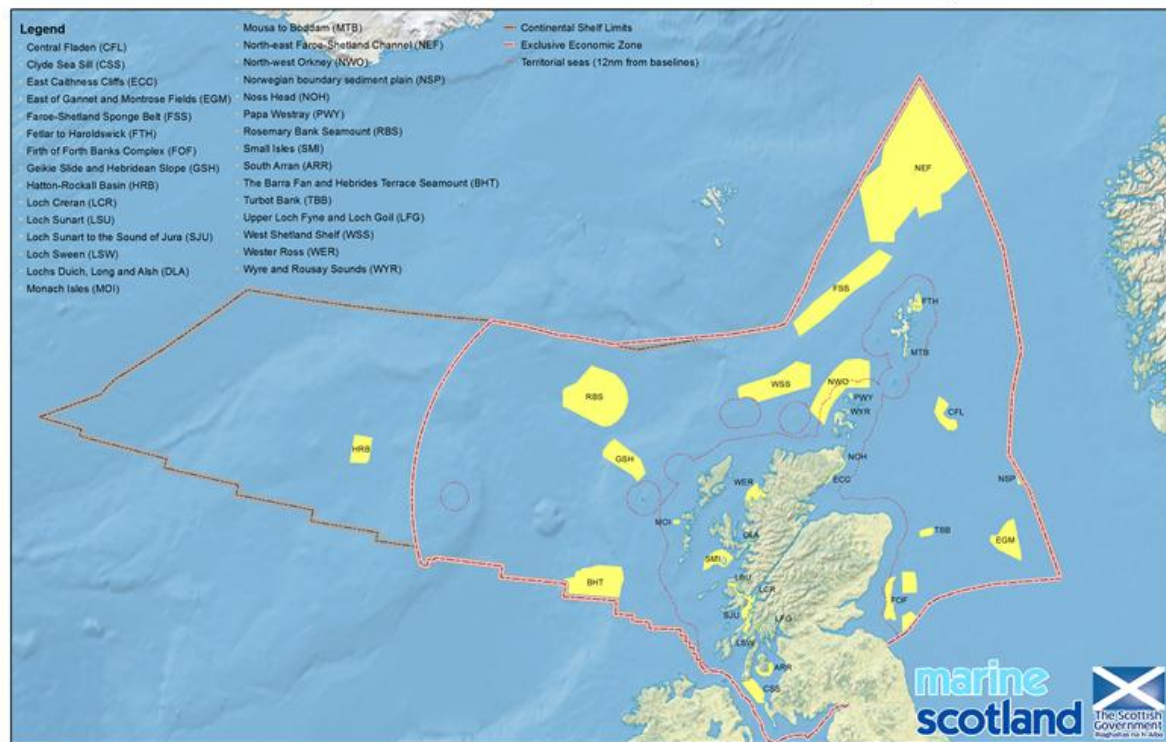 Legend
Central Fladen (CFL)
Clyde Sea Sill (CSS)
East Caithness Cliffs (ECC)
East of Gannet and Montrose Fields (EGM)
Faroe-Shetland Sponge Belt (FSS)
Fetlar to Haroldswick (FTH)
Firth of Forth Banks Complex (FOF)
Geikie Slide and Hebridean Slope (GSH)
Hatton-Rockall Basin (HRB)
Loch Creran (LCR)
Loch Sunart (LSU)
Loch Sunart to the Sound of Jura (SJU)
Loch Sween (LSW)
Lochs Duich, Long and Alsh (DLA)
Monach Isles (MOI)
Mousa to Boddam (MTB)
North-east Faroe-Shetland Channel (NEF)
North-west Orkney (NWO)
Norwegian boundary sediment plain (NSP)
Noss Head (NOH)
Papa Westray (PWY)
Rosemary Bank Seamount (RBS)
Small Isles (SMI)
South Arran (ARR)
The Barra Fan and Hebrides Terrace Seamount (BHT)
Turbot Bank (TBB)
Upper Loch Fyne and Loch Goil (LFG)
West Shetland Shelf (WSS)
Wester Ross (WER)
Wyre and Rousay Sounds (WYR)
Continental Shelf Limits
Exclusive Economic Zone
Territorial seas (12nm from baselines)
NEF
FSS
FTH
MTB
WSS
NWO
RBS
PWY
WYR
CFL
HRB
GSH
NOH
ECC
WER
NSP
MOI
DLA
TBB
EGM
SMI
BHT
LSU
LCR
FOF
SJU
LFG
LSW
ARR
CSS
marine
scotland
The Scottish
Government
Riaghaltas na h-Alba